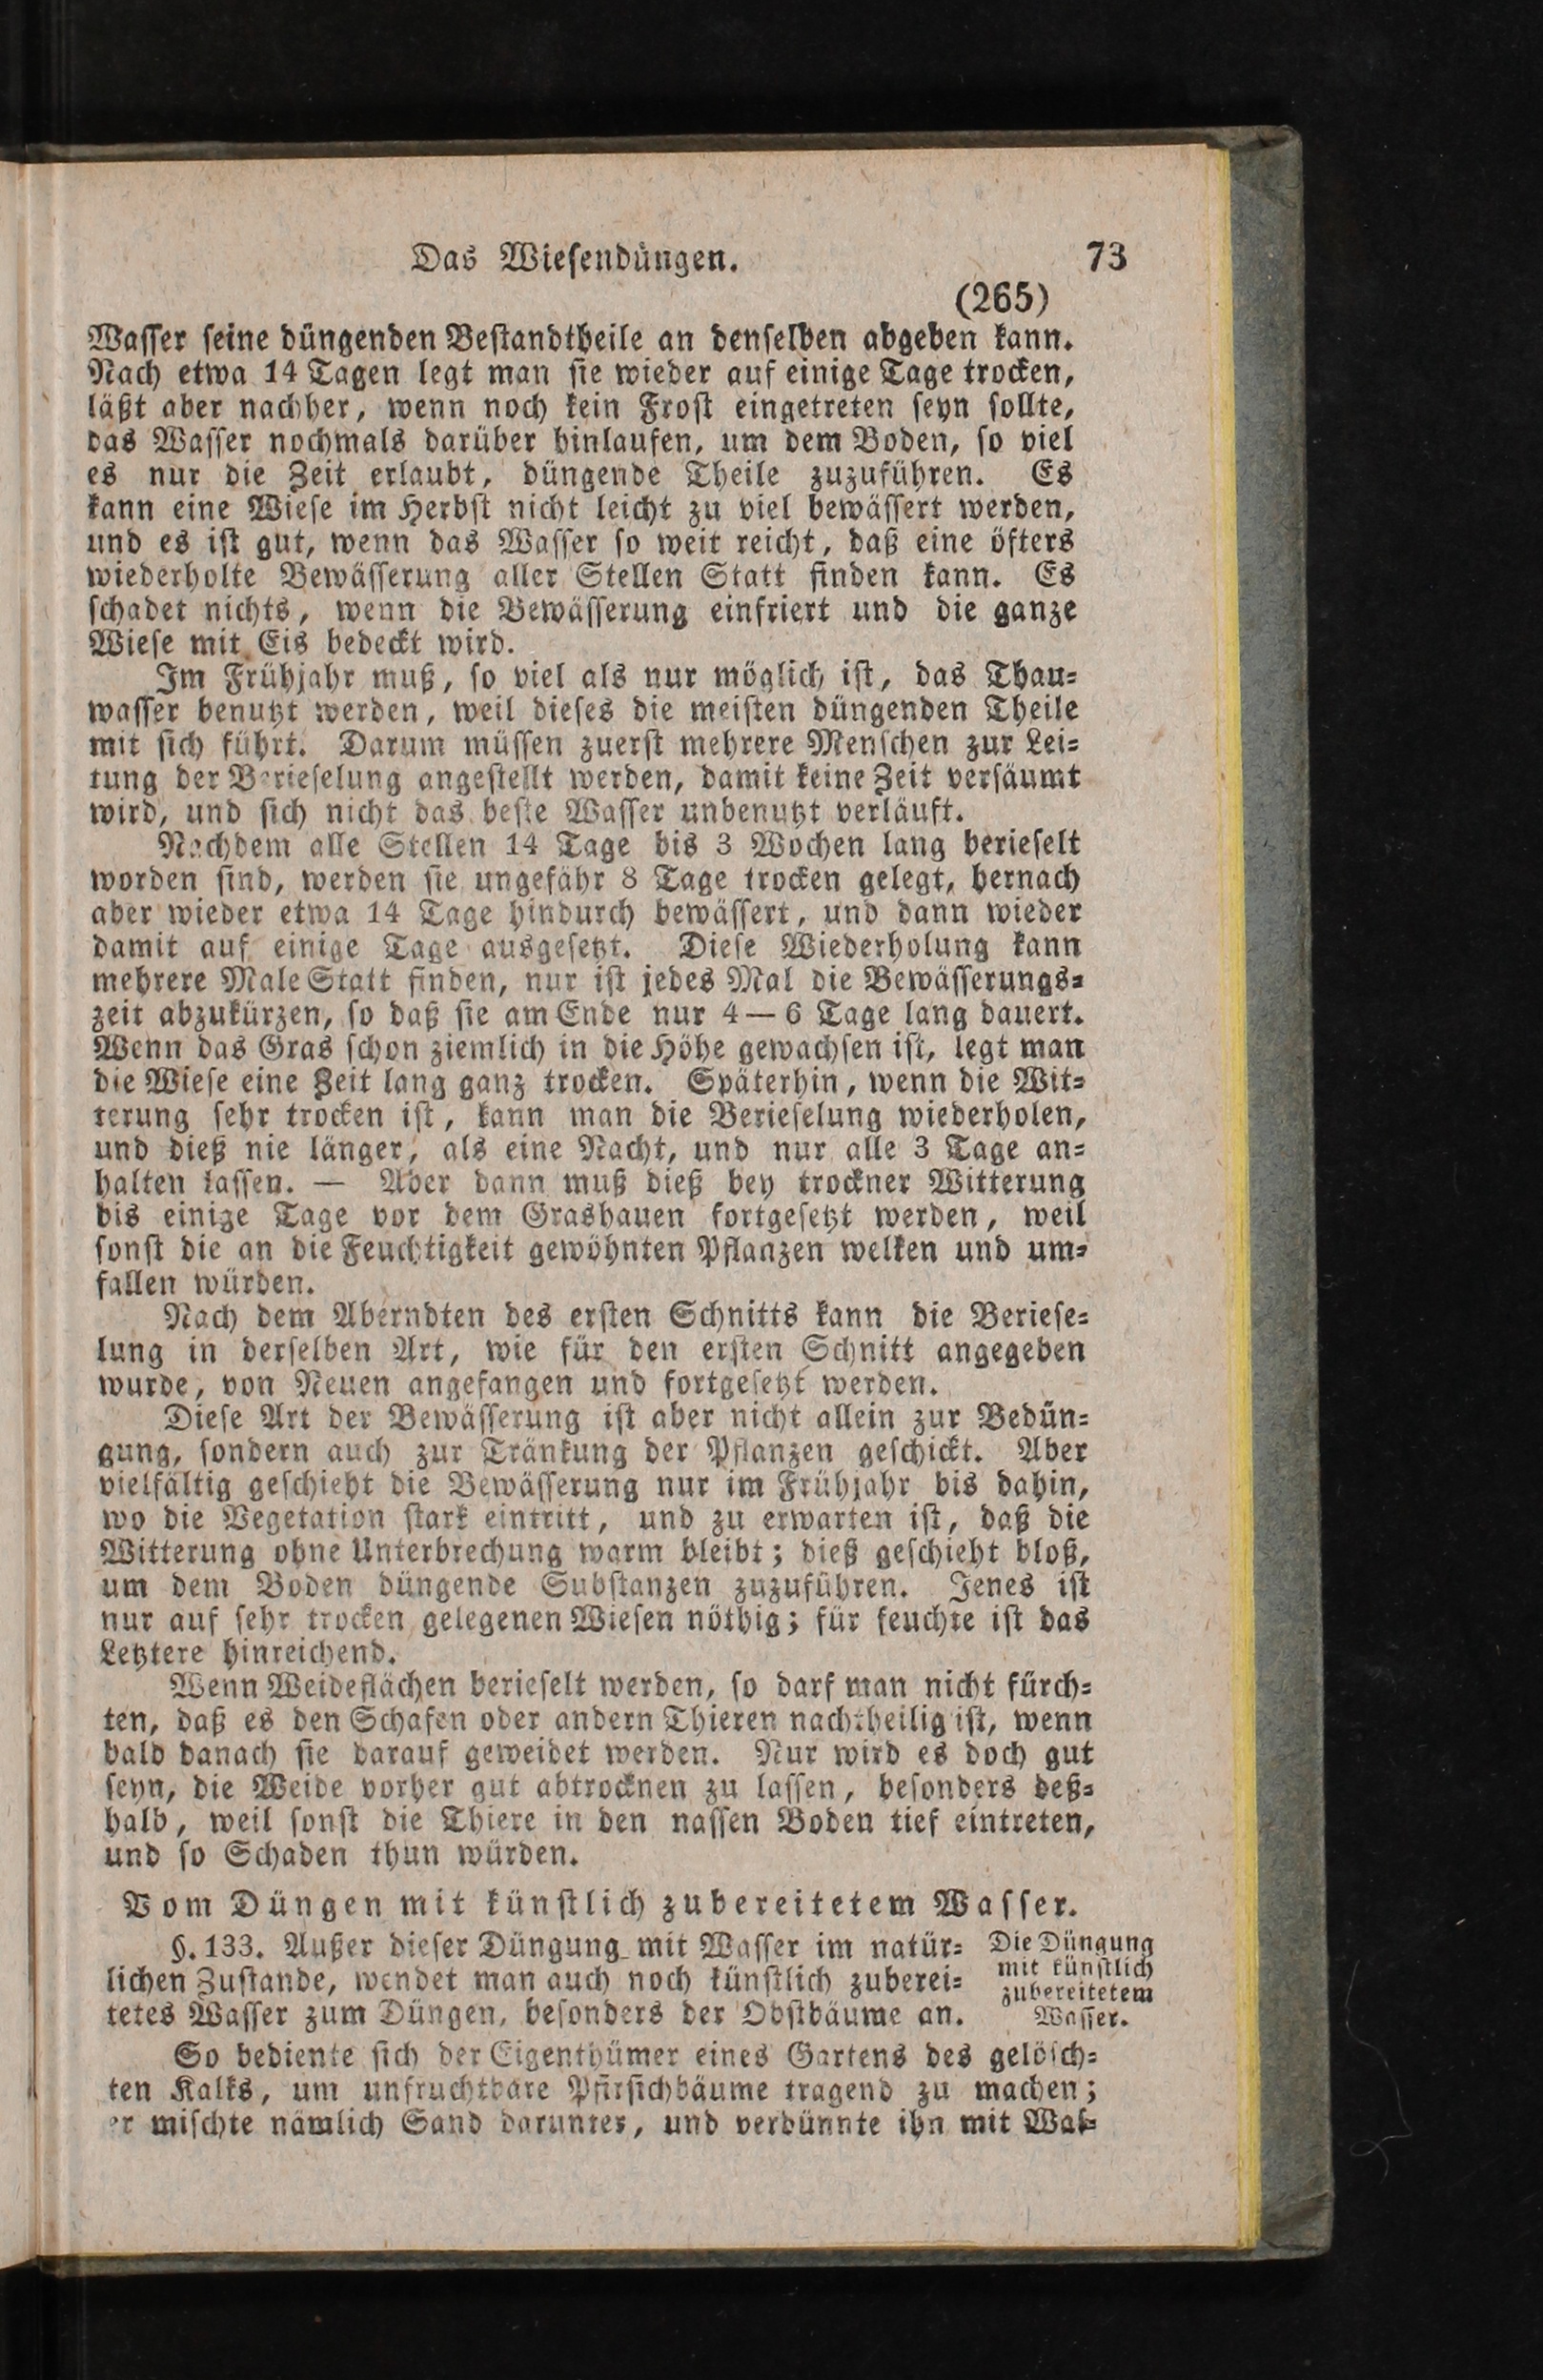 Das Wieſendüngen. 73
(265)
Waſſer ſeine düngenden Beſtandtheile an denſelben abgeben kann.
Nach etwa 14 Tagen legt man ſie wieder auf einige Tage trocken,
läßt aber nachher, wenn noch kein Froſt eingetreten ſeyn ſollte,
das Waſſer nochmals darüber hinlaufen, um dem Boden, ſo viel
es nur die Zeit erlaubt, düngende Theile zuzuführen. Es
kann eine Wieſe im Herbſt nicht leicht zu viel bewäſſert werden,
und es iſt gut, wenn das Waſſer ſo weit reicht, daß eine öfters
wiederholte Bewäſſerung aller Stellen Statt finden kann. Es
ſchadet nichts, wenn die Bewäſſerung einfriert und die ganze
Wieſe mit Eis bedeckt wird.
Im Frühjahr muß, ſo viel als nur möglich iſt, das Thau⸗
waſſer benutzt werden, weil dieſes die meiſten düngenden Theile
mit ſich führt. Darum müſſen zuerſt mehrere Menſchen zur Lei⸗
tung der Berieſelung angeſtellt werden, damit keine Zeit verſäumt
wird, und ſich nicht das beſte Waſſer unbenutzt verläuft.
Nachdem alle Stellen 14 Tage bis 3 Wochen lang berieſelt
worden ſind, werden ſie ungefähr 8 Tage trocken gelegt, hernach
aber wieder etwa 14 Tage hindurch bewäſſert, und dann wieder
damit auf einige Tage ausgeſetzt. Dieſe Wiederholung kann
mehrere Male Statt finden, nur iſt jedes Mal die Bewäſſerungs⸗
zeit abzukürzen, ſo daß ſie am Ende nur 4 — 6 Tage lang dauert.
Wenn das Gras ſchon ziemlich in die Höhe gewachſen iſt, legt man
die Wieſe eine Zeit lang ganz trocken. Späterhin, wenn die Wit⸗
terung ſehr trocken iſt, kann man die Berieſelung wiederholen,
und dieß nie länger, als eine Nacht, und nur alle 3 Tage an⸗
halten laſſen. — Aber dann muß dieß bey trockner Witterung
bis einige Tage vor dem Grashauen fortgeſetzt werden, weil
ſonſt die an die Feuchtigkeit gewöhnten Pflanzen welken und um⸗
fallen würden.
Nach dem Aberndten des erſten Schnitts kann die Berieſe⸗
lung in derſelben Art, wie für den erſten Schnitt angegeben
wurde, von Neuen angefangen und fortgeſetzt werden.
Dieſe Art der Bewäſſerung iſt aber nicht allein zur Bedün⸗
gung, ſondern auch zur Tränkung der Pflanzen geſchickt. Aber
vielfältig geſchieht die Bewäſſerung nur im Frühjahr bis dahin,
wo die Vegetation ſtark eintritt, und zu erwarten iſt, daß die
Witterung ohne Unterbrechung warm bleibt; dieß geſchieht bloß,
um dem Boden düngende Subſtanzen zuzuführen. Jenes iſt
nur auf ſehr trocken gelegenen Wieſen nöthig; für feuchte iſt das
Letztere hinreichend.
Wenn Weideflächen berieſelt werden, ſo darf man nicht fürch⸗
ten, daß es den Schafen oder andern Thieren nachtheilig iſt, wenn
bald danach ſie darauf geweidet werden. Nur wird es doch gut
ſeyn, die Weide vorher gut abtrocknen zu laſſen, beſonders deß⸗
halb, weil ſonſt die Thiere in den naſſen Boden tief eintreten,
und ſo Schaden thun würden.
Vom Düngen mit künſtlich zubereitetem Waſſer.
§. 133. Außer dieſer Düngung mit Waſſer im natür⸗
lichen Zuſtande, wendet man auch noch künſtlich zuberei⸗
tetes Waſſer zum Düngen, beſonders der Obſtbäume an.
Die Düngung
mit künſtlich
zubereitetem
Waſſer.
So bediente ſich der Eigenthümer eines Gartens des gelöſch⸗
ten Kalks, um unfruchtbare Pfirſichbäume tragend zu machen;
er miſchte nämlich Sand darunter, und verdünnte ihn mit Waſ⸗